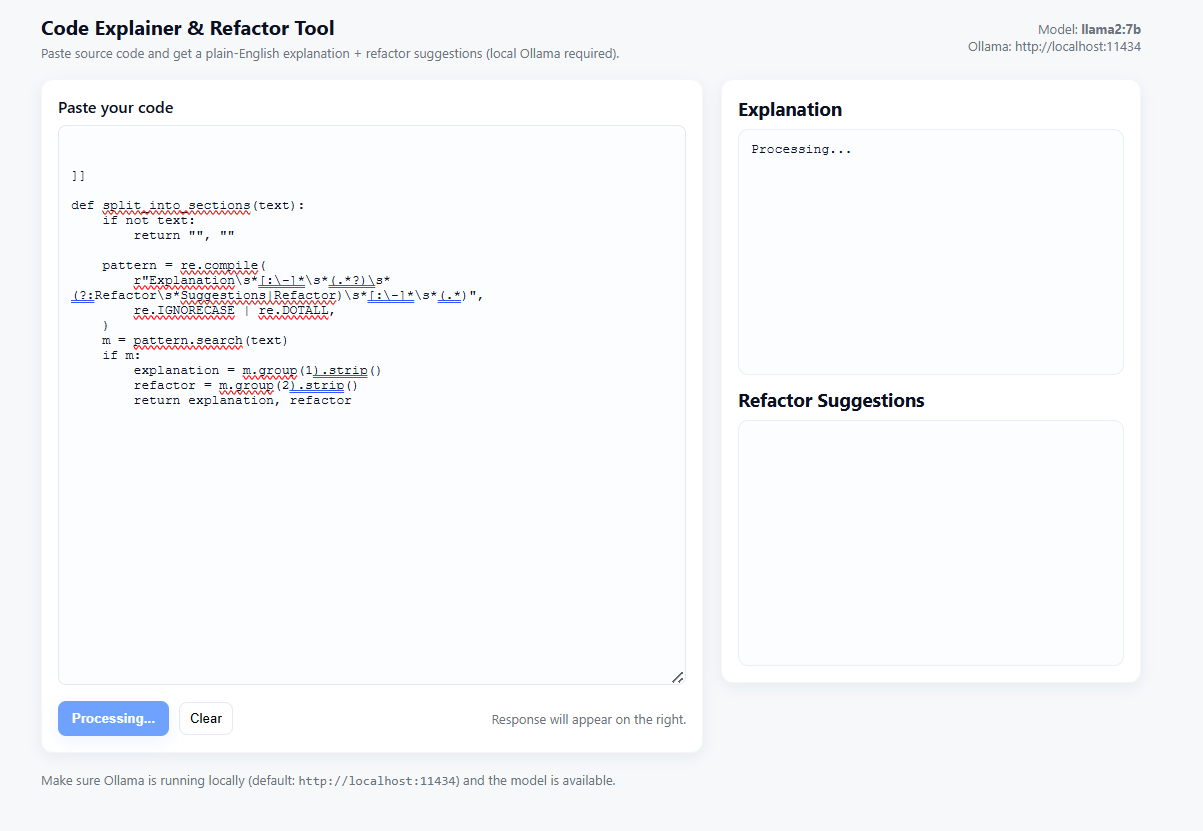 Code Explainer & Refactor Tool
Paste source code and get a plain-English explanation + refactor suggestions (local Ollama required).
Model: llama2:7b
Ollama: http://localhost:11434
Paste your code
]]
def split_into_sections(text):
    if not text:
        return "", ""
    pattern = re.compile(
        r"Explanation\s*[:\-]*\s*(.*?)\s*
(?:Refactor\s*Suggestions|Refactor)\s*[:\-]*\s*(.*)",
        re.IGNORECASE | re.DOTALL,
    )
    m = pattern.search(text)
    if m:
        explanation = m.group(1).strip()
        refactor = m.group(2).strip()
        return explanation, refactor
Processing...
Clear
Response will appear on the right.
Explanation
Processing...
Refactor Suggestions
Make sure Ollama is running locally (default: http://localhost:11434) and the model is available.